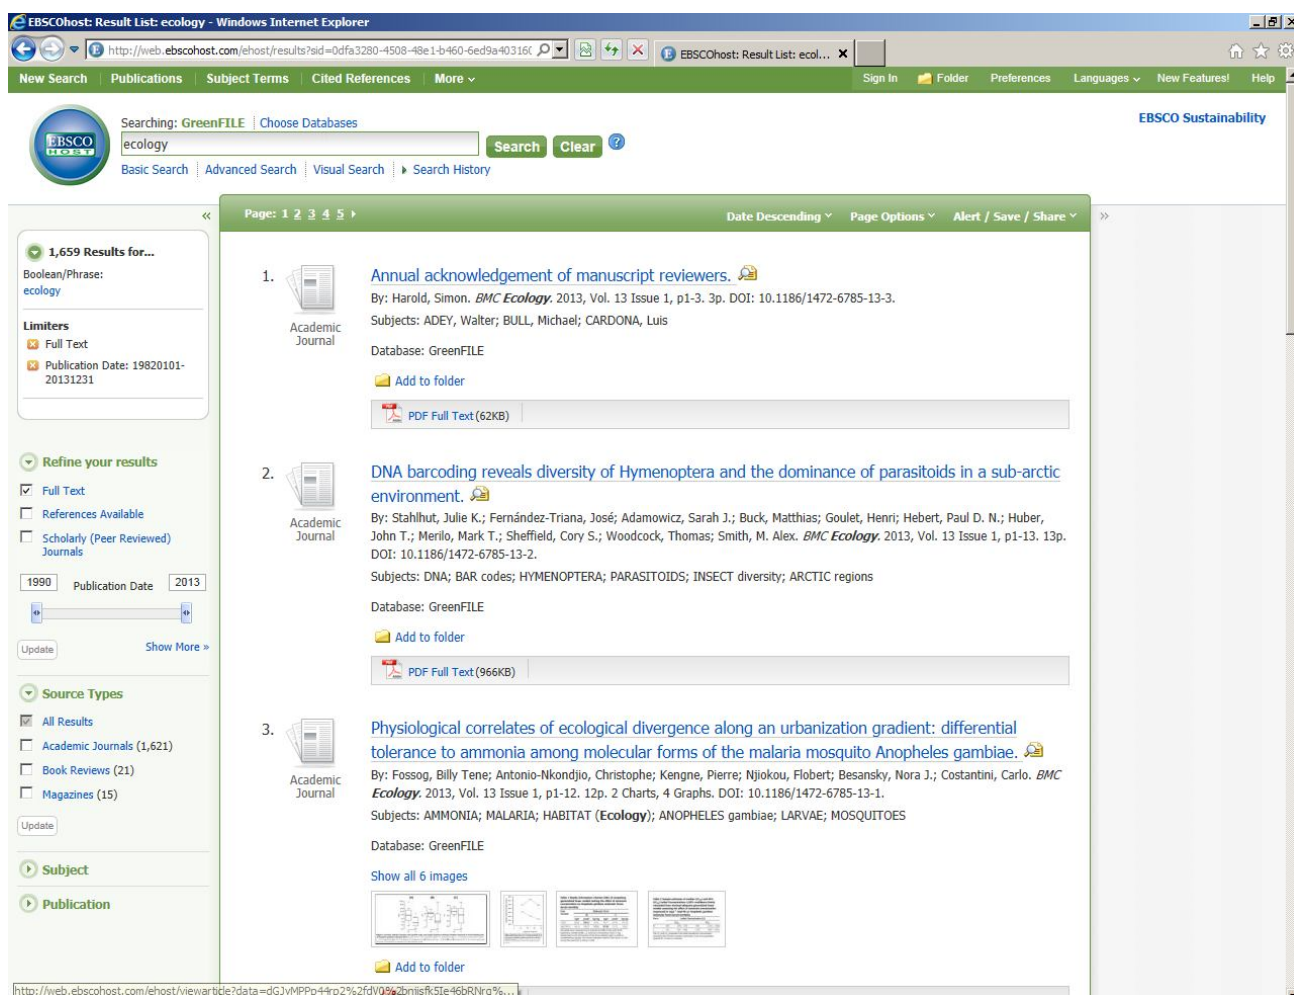 EBSCOhost: Result List: ecology - Windows Internet Explorer
http://web.ebscohost.com/ehost/results?sid=0dfa3280-4508-48e1-b460-6ed9a403160
EBSCOhost: Result List: ecol...
New Search Publications Subject Terms Cited References More
Sign In Folder Preferences Languages New Features! Help
EBSCO Sustainability
EBSCO
HOST
Searching: GreenFILE Choose Databases
ecology
Search Clear
Basic Search Advanced Search Visual Search Search History
«
1,659 Results for...
Boolean/Phrase:
ecology
Limiters
Full Text
Publication Date: 19820101-
20131231
Refine your results
Full Text
References Available
Scholarly (Peer Reviewed)
Journals
1990 Publication Date 2013
Update Show More »
Source Types
All Results
Academic Journals (1,621)
Book Reviews (21)
Magazines (15)
Update
Subject
Publication
Page: 1 2 3 4 5
Date Descending Page Options Alert / Save / Share
»
1.
Academic
Journal
Annual acknowledgement of manuscript reviewers.
By: Harold, Simon. BMC Ecology. 2013, Vol. 13 Issue 1, p1-3. 3p. DOI: 10.1186/1472-
6785-13-3.
Subjects: ADEY, Walter; BULL, Michael; CARDONA, Luis
Database: GreenFILE
Add to folder
PDF Full Text (62KB)
2.
Academic
Journal
DNA barcoding reveals diversity of Hymenoptera and the dominance of parasitoids in a sub-arctic
environment.
By: Stahlhut, Julie K.; Fernández-Triana, José; Adamowicz, Sarah J.; Buck, Matthias; Goulet, Henri; Hebert, Paul D. N.; Huber,
John T.; Merilo, Mark T.; Sheffield, Cory S.; Woodcock, Thomas; Smith, M. Alex. BMC Ecology. 2013, Vol. 13 Issue 1, p1-13. 13p.
DOI: 10.1186/1472-6785-13-2.
Subjects: DNA; BAR codes; HYMENOPTERA; PARASITOIDS; INSECT diversity; ARCTIC regions
Database: GreenFILE
Add to folder
PDF Full Text (966KB)
3.
Academic
Journal
Physiological correlates of ecological divergence along an urbanization gradient: differential
tolerance to ammonia among molecular forms of the malaria mosquito Anopheles gambiae.
By: Fossog, Billy Tene; Antonio-Nkondjio, Christophe; Kengne, Pierre; Njiokou, Flobert; Besansky, Nora J.; Costantini, Carlo. BMC
Ecology. 2013, Vol. 13 Issue 1, p1-12. 12p. 2 Charts, 4 Graphs. DOI: 10.1186/1472-6785-13-1.
Subjects: AMMONIA; MALARIA; HABITAT (Ecology); ANOPHELES gambiae; LARVAE; MOSQUITOES
Database: GreenFILE
Show all 6 images
Add to folder